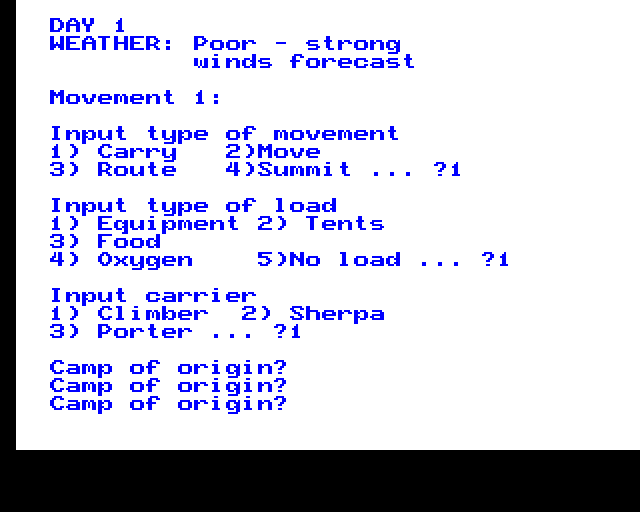 DAY 1
WEATHER: Poor - strong
winds forecast
Movement 1:
Input type of movement
1) Carry 2)Move
3) Route 4)Summit ... ?1
Input type of load
1) Equipment 2) Tents
3) Food
4) Oxygen 5)No load ... ?1
Input carrier
1) Climber 2) Sherpa
3) Porter ... ?1
Camp of origin?
Camp of origin?
Camp of origin?